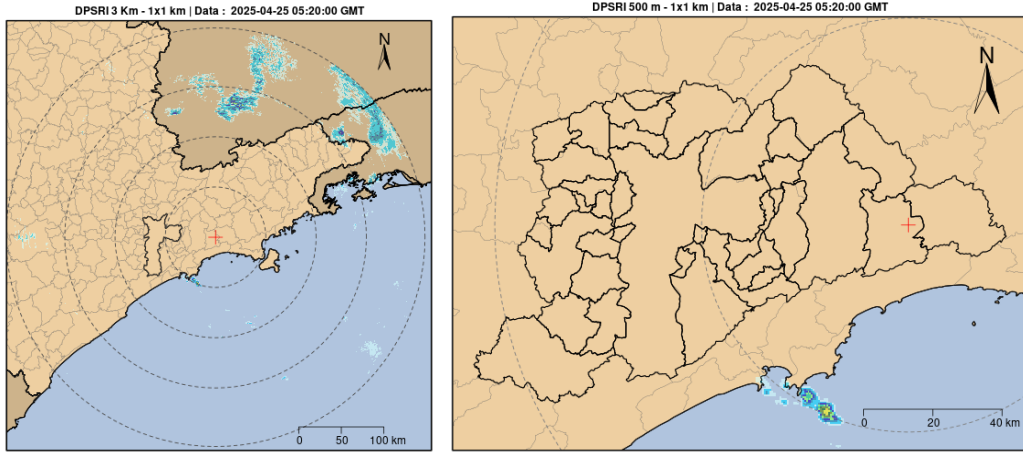 DPSRI 3 Km - 1x1 km | Data : 2025-04-25 05:20:00 GMT
N
0 50 100 km
DPSRI 500 m - 1x1 km | Data : 2025-04-25 05:20:00 GMT
N
0 20 40 km